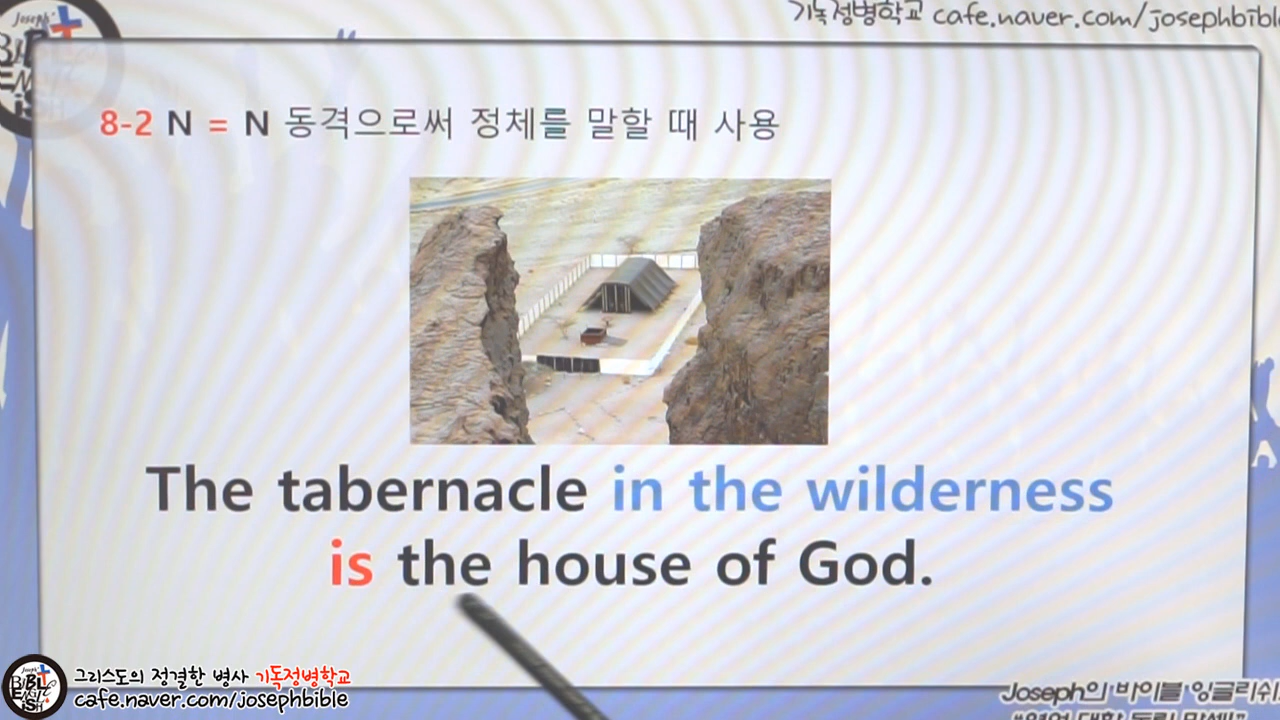 기독정병학교 cafe.naver.com/josephbible
Joseph's
BIBLE
ENGLISH
8-2 N = N 동격으로써 정체를 말할 때 사용
The tabernacle in the wilderness
is the house of God.
그리스도의 정결한 병사 기독정병학교
cafe.naver.com/josephbible
Joseph의 바이블 잉글리쉬